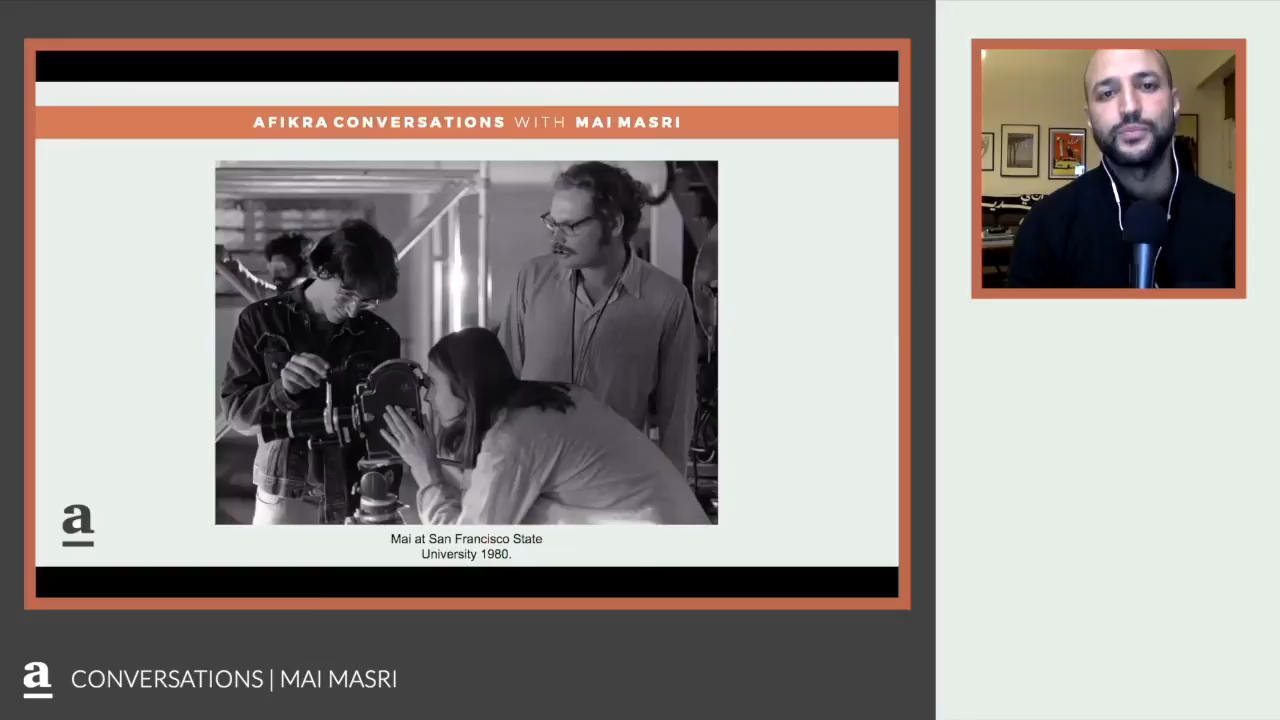 AFIKRA CONVERSATIONS WITH MAI MASRI
a
Mai at San Francisco State
University 1980.
a CONVERSATIONS | MAI MASRI